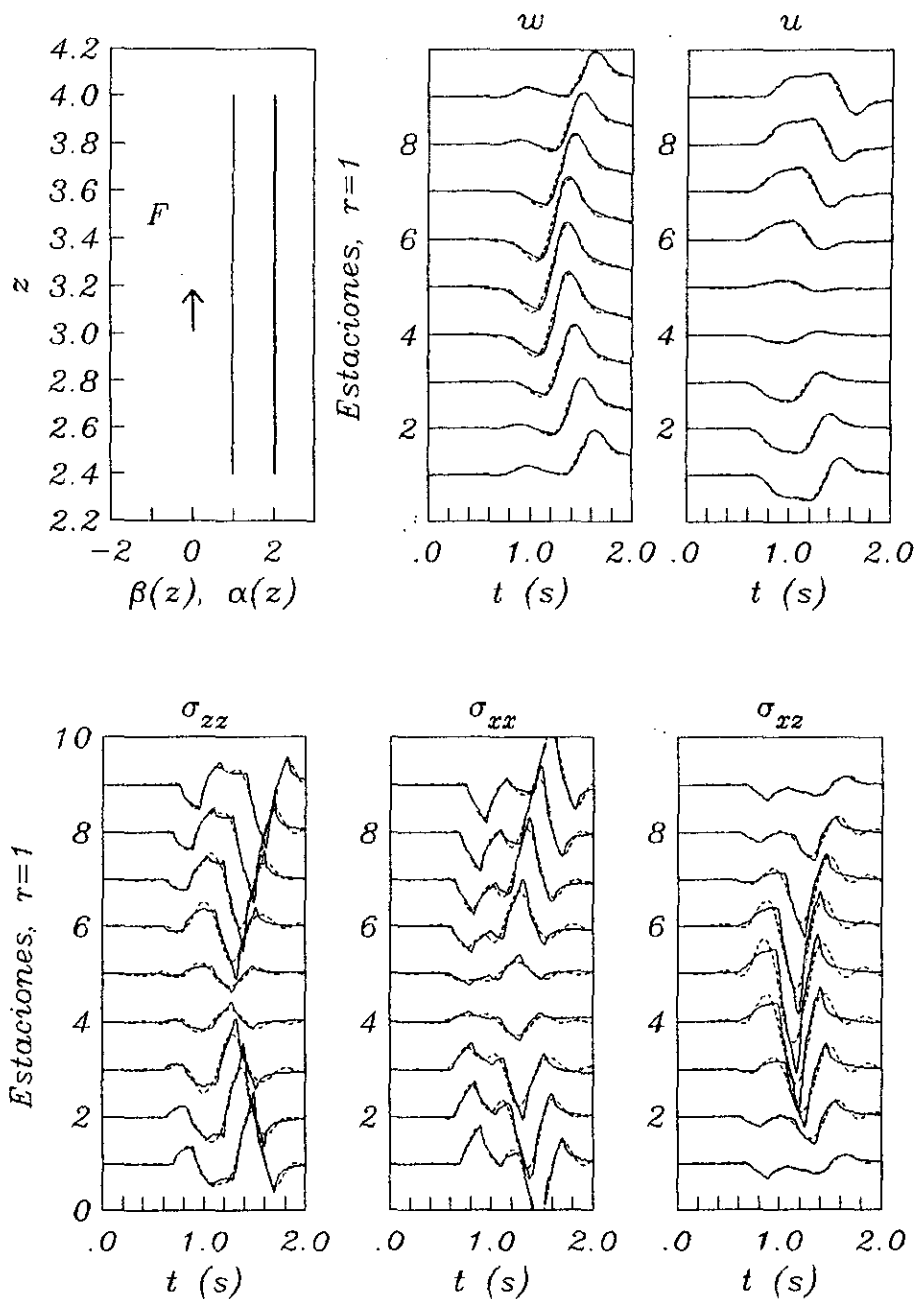 w
u
4.2
4.0
3.8
3.6
3.4
3.2
3.0
2.8
2.6
2.4
2.2
z
F
-2 0 2
β(z), α(z)
Estaciones, r=1
8
6
4
2
.0 1.0 2.0
t (s)
8
6
4
2
.0 1.0 2.0
t (s)
σzz
σxx
σxz
Estaciones, r=1
10
8
6
4
2
0
.0 1.0 2.0
t (s)
8
6
4
2
.0 1.0 2.0
t (s)
8
6
4
2
.0 1.0 2.0
t (s)